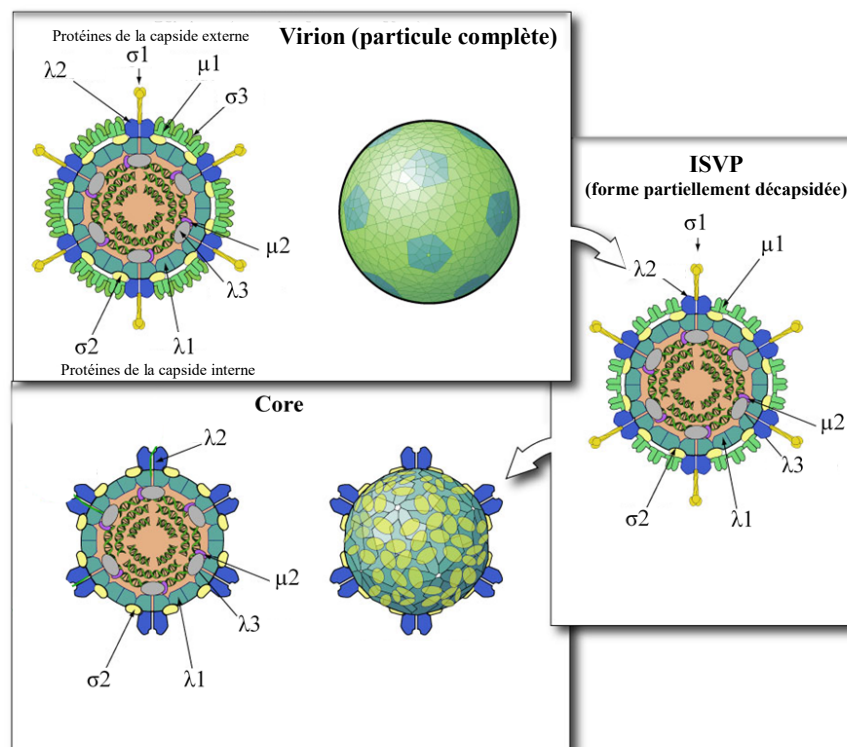 Protéines de la capside externe
Virion (particule complète)
σ1
λ2
μ1
σ3
μ2
λ3
σ2
λ1
Protéines de la capside interne
ISVP
(forme partiellement décapsidée)
σ1
λ2
μ1
μ2
λ3
σ2
λ1
Core
λ2
μ2
λ3
σ2
λ1